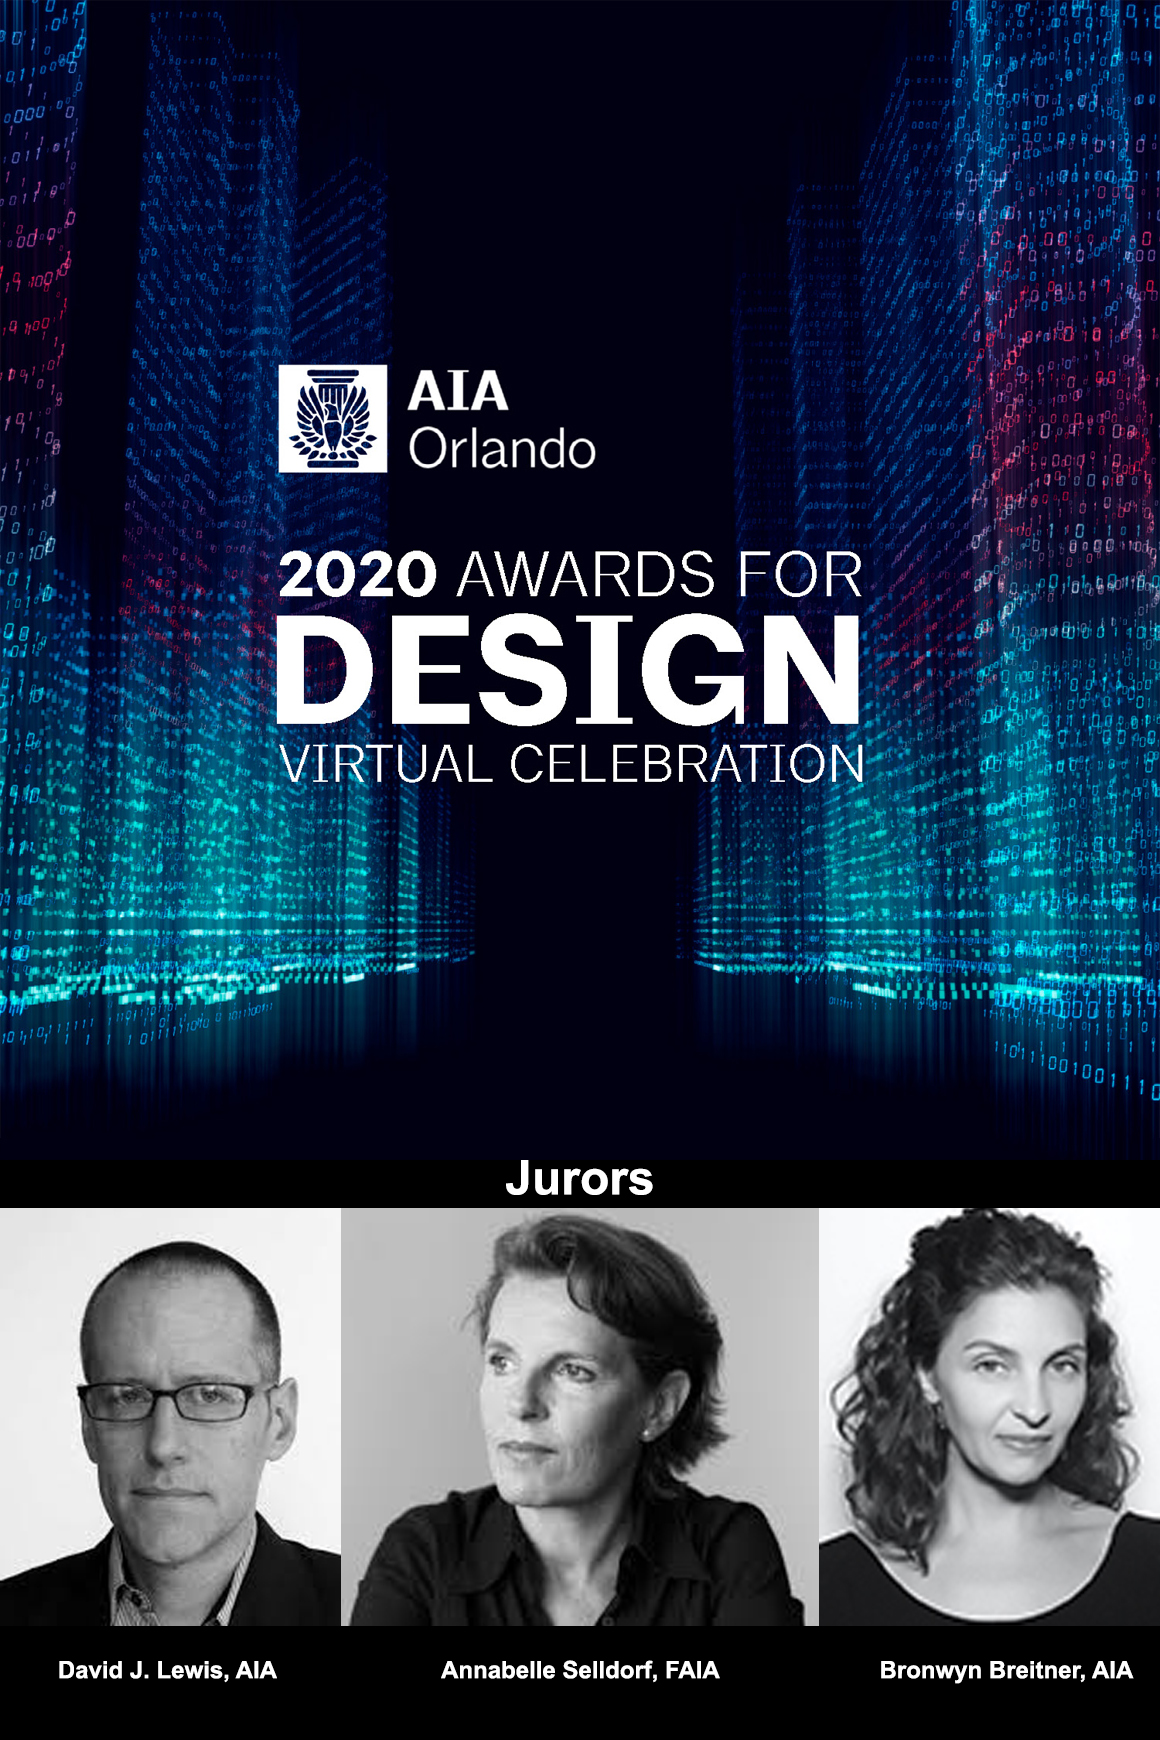 AIA
Orlando
2020 AWARDS FOR
DESIGN
VIRTUAL CELEBRATION
Jurors
David J. Lewis, AIA
Annabelle Selldorf, FAIA
Bronwyn Breitner, AIA